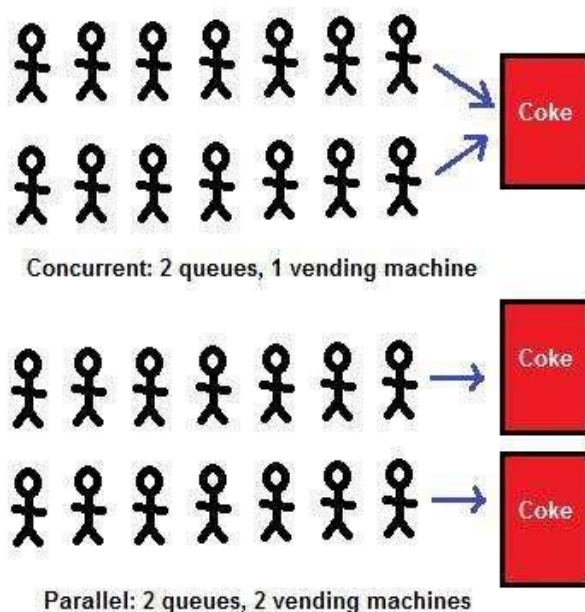 Coke
Concurrent: 2 queues, 1 vending machine
Coke
Coke
Parallel: 2 queues, 2 vending machines